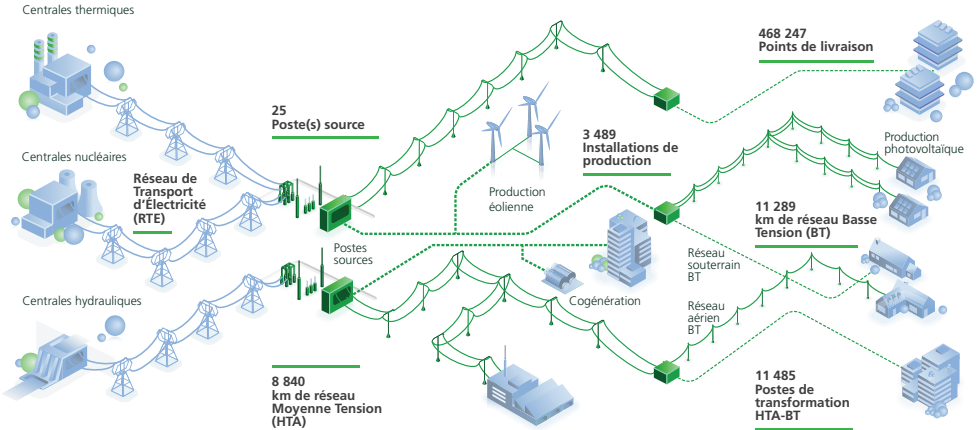 Centrales thermiques
468 247
Points de livraison
25
Poste(s) source
3 489
Installations de
production
Production
photovoltaïque
Centrales nucléaires
Réseau de
Transport
d’Électricité
(RTE)
Production
éolienne
11 289
km de réseau Basse
Tension (BT)
Postes
sources
Réseau
souterrain
BT
Centrales hydrauliques
Cogénération
Réseau
aérien
BT
8 840
km de réseau
Moyenne Tension
(HTA)
11 485
Postes de
transformation
HTA-BT